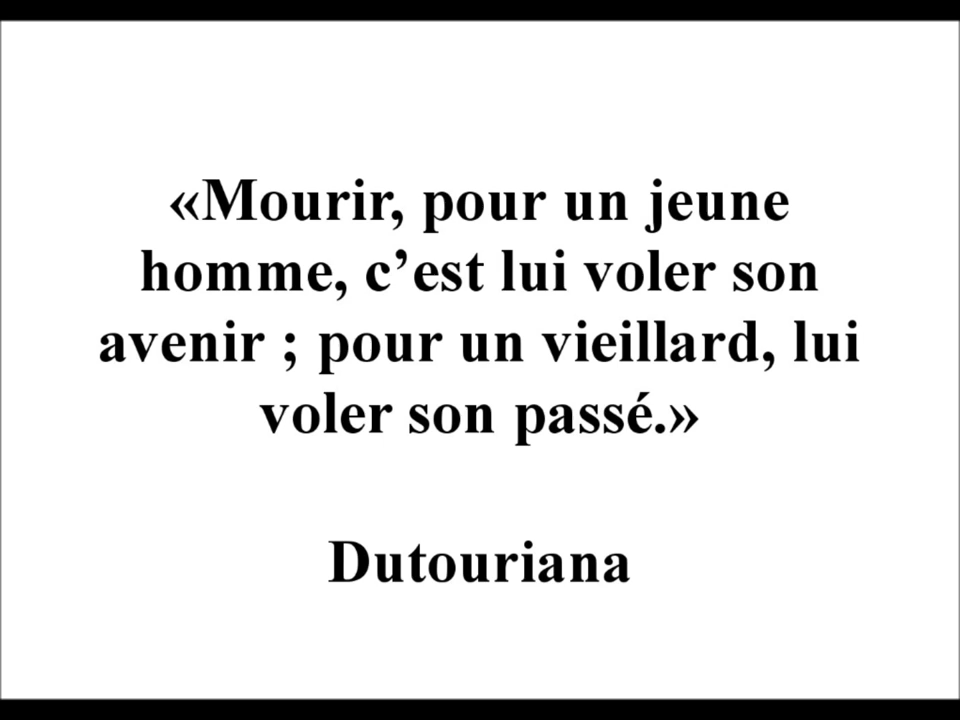 «Mourir, pour un jeune
homme, c’est lui voler son
avenir ; pour un vieillard, lui
voler son passé.»
Dutouriana